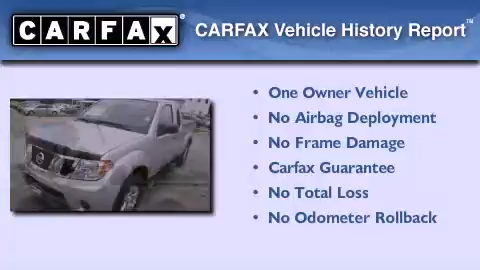 CARFAX® CARFAX Vehicle History Report™
• One Owner Vehicle
• No Airbag Deployment
• No Frame Damage
• Carfax Guarantee
• No Total Loss
• No Odometer Rollback